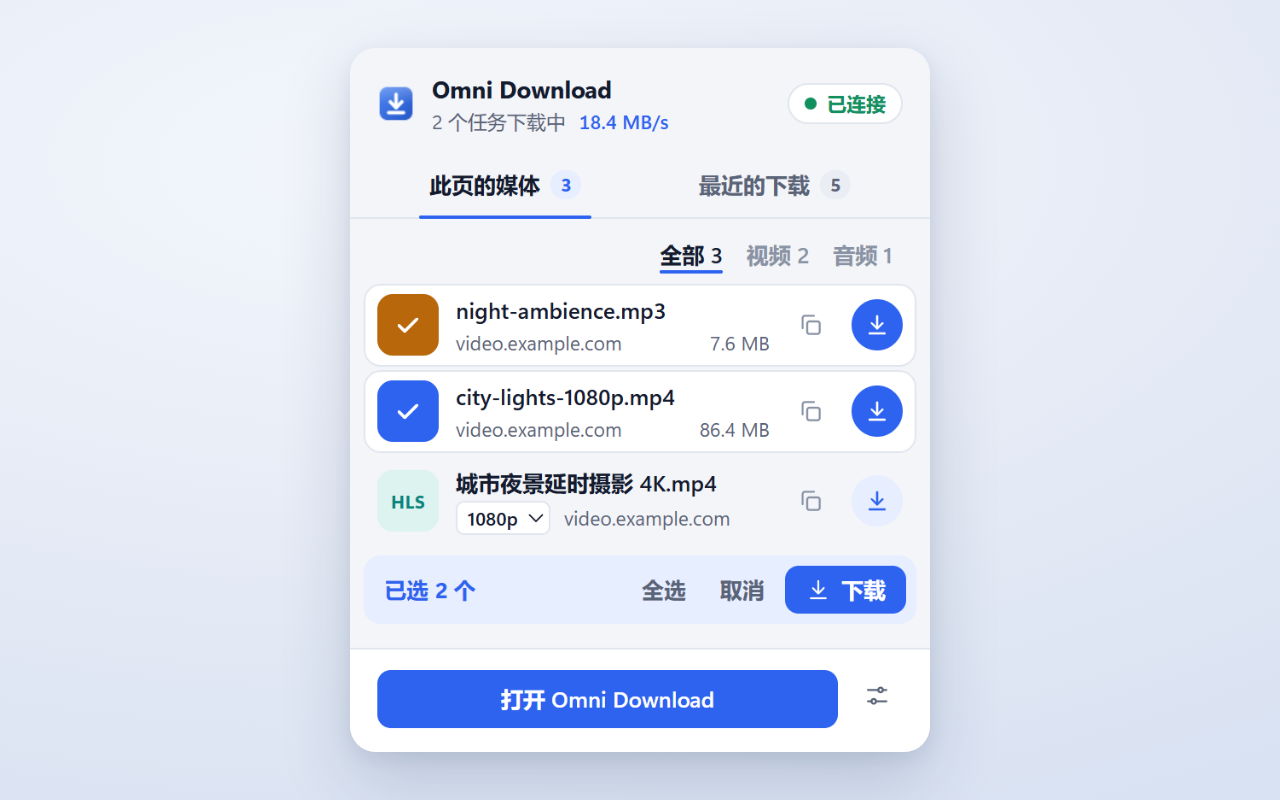 Omni Download
2 个任务下载中 18.4 MB/s
已连接
此页的媒体 3
最近的下载 5
全部 3 视频 2 音频 1
night-ambience.mp3
video.example.com 7.6 MB
city-lights-1080p.mp4
video.example.com 86.4 MB
HLS
城市夜景延时摄影 4K.mp4
1080p video.example.com
已选 2 个 全选 取消 下载
打开 Omni Download